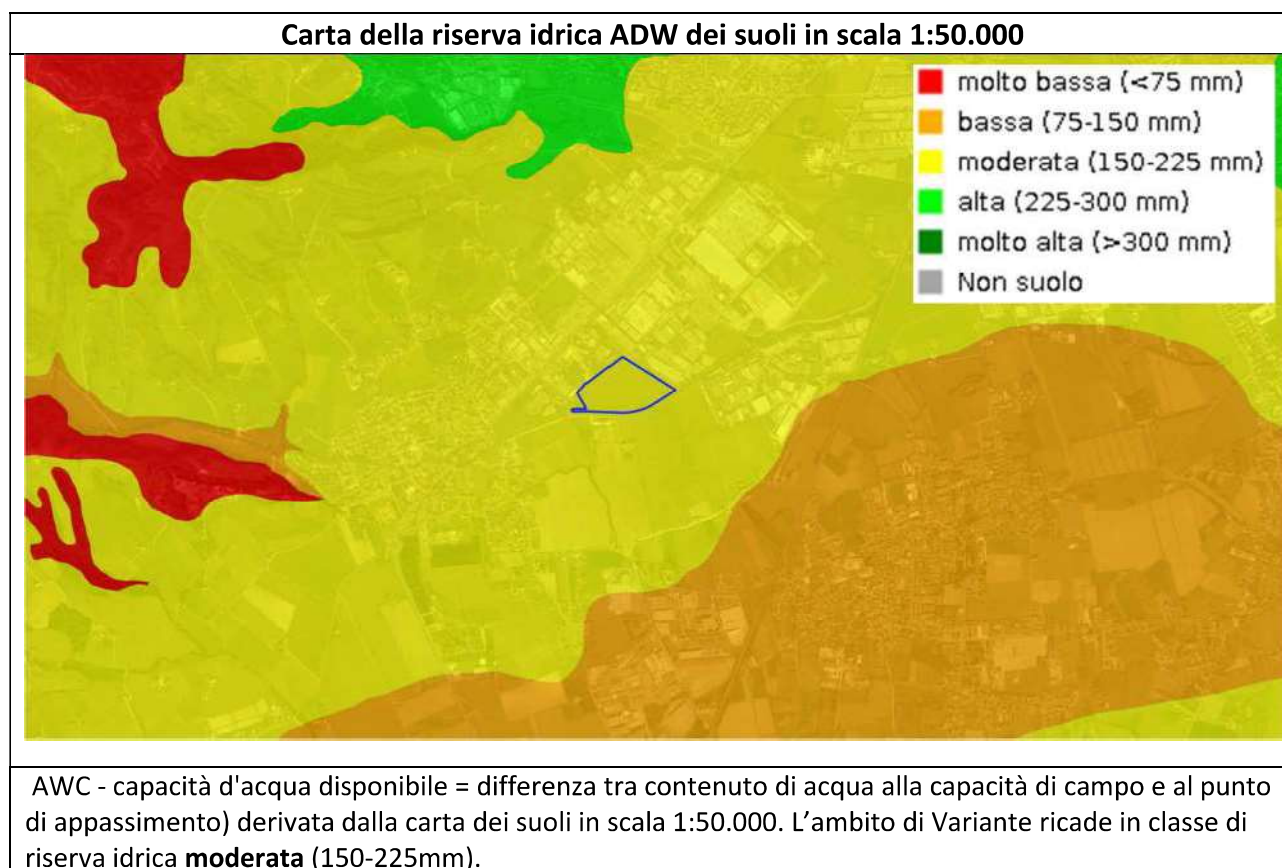 Carta della riserva idrica ADW dei suoli in scala 1:50.000
molto bassa (<75 mm)
bassa (75-150 mm)
moderata (150-225 mm)
alta (225-300 mm)
molto alta (>300 mm)
Non suolo
AWC - capacità d'acqua disponibile = differenza tra contenuto di acqua alla capacità di campo e al punto
di appassimento) derivata dalla carta dei suoli in scala 1:50.000. L’ambito di Variante ricade in classe di
riserva idrica moderata (150-225mm).